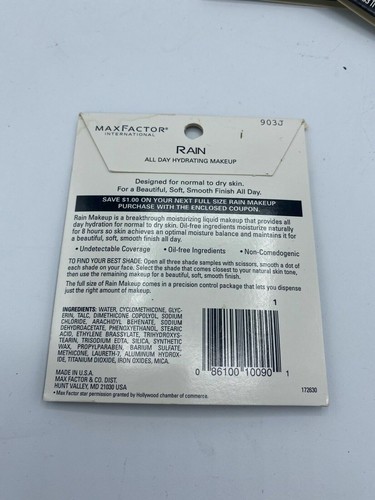 9030
MAXFACTOR®
INTERNATIONAL
RAIN
ALL DAY HYDRATING MAKEUP
Designed for normal to dry skin.
For a Beautiful, Soft, Smooth Finish All Day.
SAVE $1.00 ON YOUR NEXT FULL SIZE RAIN MAKEUP
PURCHASE WITH THE ENCLOSED COUPON
Rain Makeup is a breakthrough moisturizing liquid makeup that provides all
day hydration for normal to dry skin. Oil-free ingredients moisturize naturally
for 8 hours so skin achieves an optimal moisture balance and maintains it for
a beautiful, soft, smooth finish all day.
• Undetectable Coverage • Oil-free Ingredients • Non-Comedogenic
TO FIND YOUR BEST SHADE: Open all three shade samples with scissors, smooth a dot of
each shade on your face. Select the shade that comes closest to your natural skin tone,
then use the remaining makeup for a beautiful, soft, smooth finish.
The full size of Rain Makeup comes in a precision control package that lets you dispense
just the right amount of makeup.
1
INGREDIENTS: WATER, CYCLOMETHICONE, GLYC-
ERIN, TALC, DIMETHICONE COPOLYOL, SODIUM
CHLORIDE, ARACHIDYL BEHENATE, SODIUM
DEHYDROACETATE, PHENOXYETHANOL, STEARIC
ACID, ETHYLENE BRASSYLATE, TRIHYDROXYS-
TEARIN, TRISODIUM EDTA, SILICA, SYNTHETIC
WAX, PROPYLPARABEN, BARIUM SULFATE,
METHICONE, LAURETH-7, ALUMINUM HYDROX-
IDE, TITANIUM DIOXIDE, IRON OXIDES, MICA.
0 86100 10090 1
MADE IN U.S.A.
MAX FACTOR & CO. DIST.
HUNT VALLEY, MD 21030 USA
• Max Factor star permission granted by Hollywood chamber of commerce.
172630